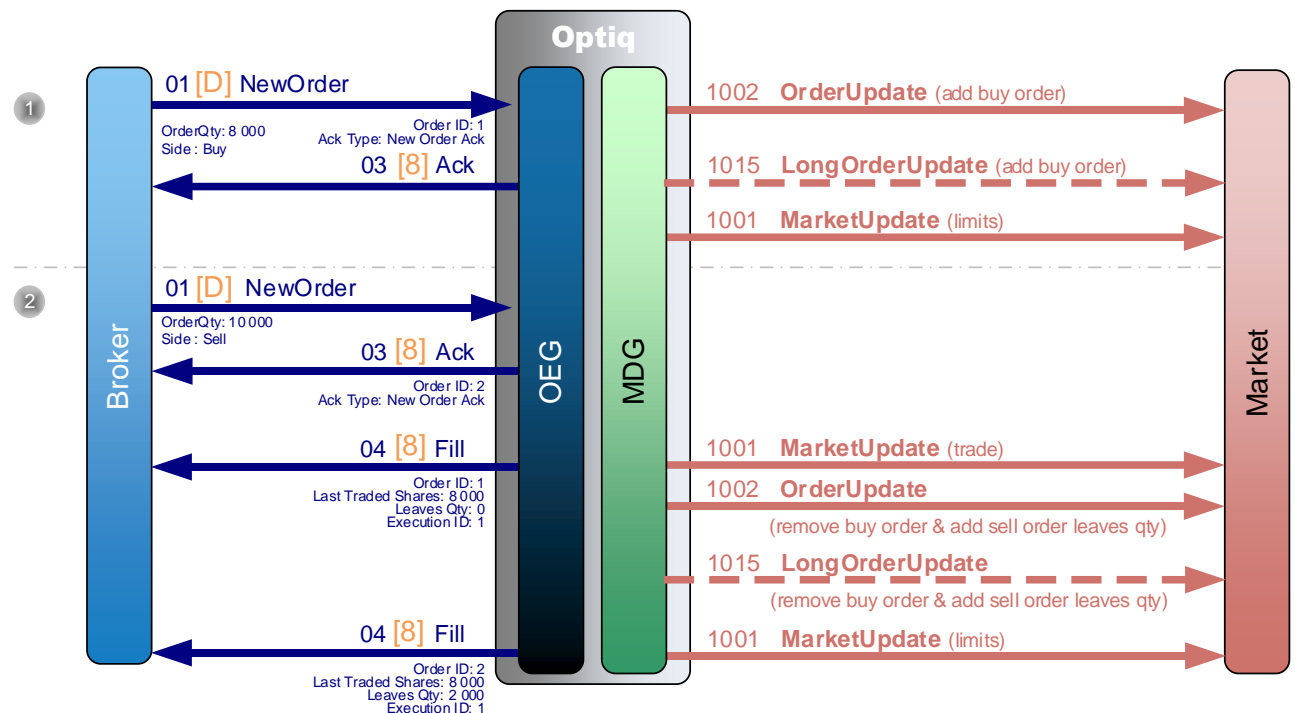 Optiq
1
01 [D] NewOrder
OrderQty: 8 000
Side : Buy
Order ID: 1
Ack Type: New Order Ack
03 [8] Ack
1002 OrderUpdate (add buy order)
1015 LongOrderUpdate (add buy order)
1001 MarketUpdate (limits)
2
01 [D] NewOrder
OrderQty: 10 000
Side : Sell
03 [8] Ack
Order ID: 2
Ack Type: New Order Ack
Broker
OEG
MDG
Market
04 [8] Fill
Order ID: 1
Last Traded Shares: 8 000
Leaves Qty: 0
Execution ID: 1
1001 MarketUpdate (trade)
1002 OrderUpdate
(remove buy order & add sell order leaves qty)
1015 LongOrderUpdate
(remove buy order & add sell order leaves qty)
04 [8] Fill
Order ID: 2
Last Traded Shares: 8 000
Leaves Qty: 2 000
Execution ID: 1
1001 MarketUpdate (limits)